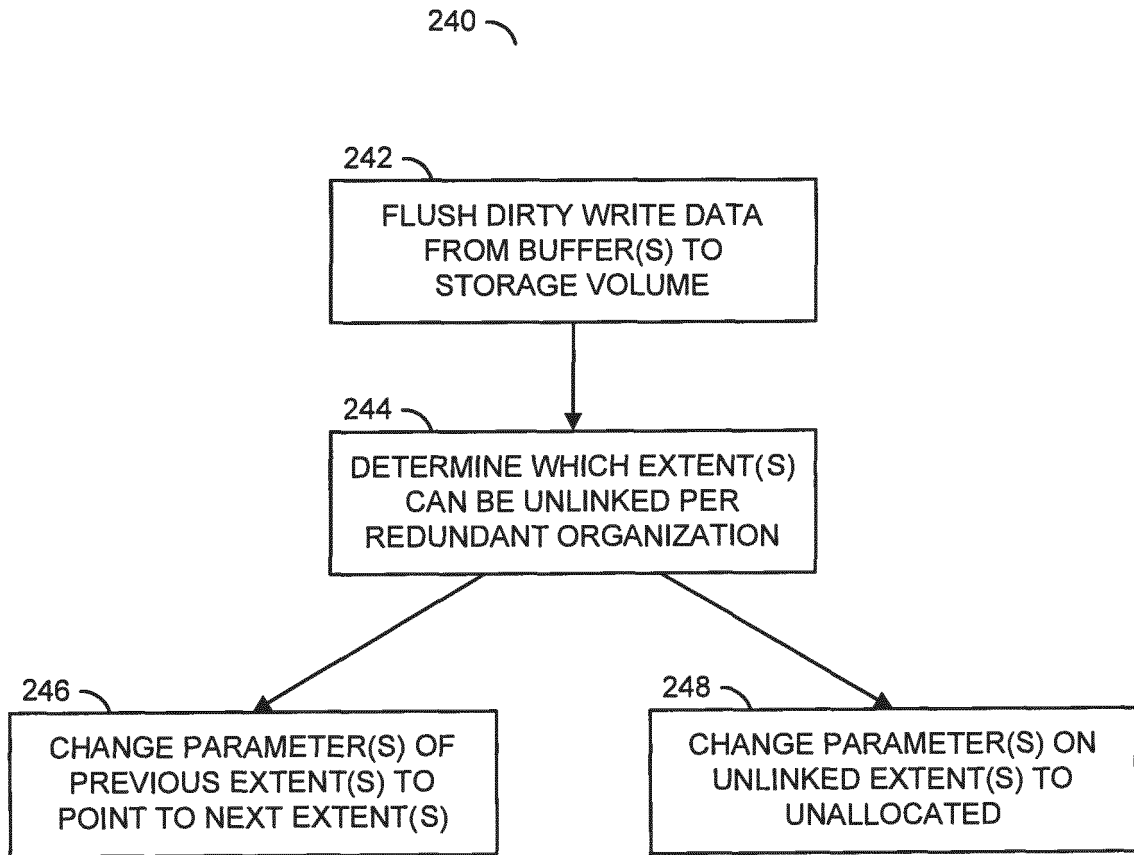 240
242
FLUSH DIRTY WRITE DATA
FROM BUFFER(S) TO
STORAGE VOLUME
244
DETERMINE WHICH EXTENT(S)
CAN BE UNLINKED PER
REDUNDANT ORGANIZATION
246
CHANGE PARAMETER(S) OF
PREVIOUS EXTENT(S) TO
POINT TO NEXT EXTENT(S)
248
CHANGE PARAMETER(S) ON
UNLINKED EXTENT(S) TO
UNALLOCATED